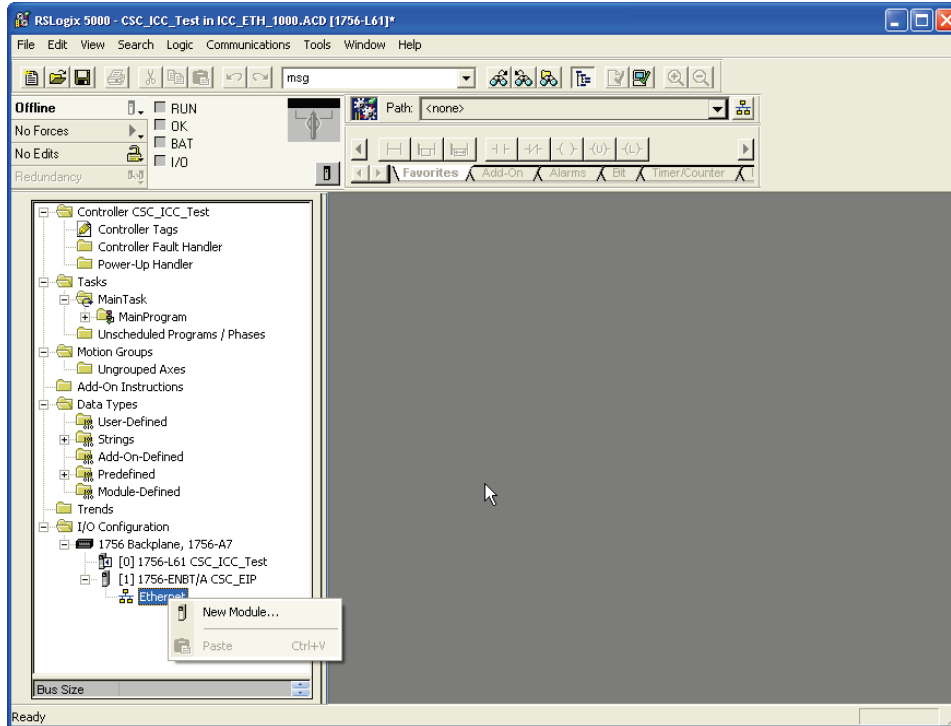 RSLogix 5000 - CSC_ICC_Test in ICC_ETH_1000.ACD [1756-L61]*
File Edit View Search Logic Communications Tools Window Help
msg
Offline
RUN
Path: <none>
No Forces
OK
BAT
No Edits
I/O
Redundancy
Favorites Add-On Alarms Bit Timer/Counter
Controller CSC_ICC_Test
Controller Tags
Controller Fault Handler
Power-Up Handler
Tasks
MainTask
MainProgram
Unscheduled Programs / Phases
Motion Groups
Ungrouped Axes
Add-On Instructions
Data Types
User-Defined
Strings
Add-On-Defined
Predefined
Module-Defined
Trends
I/O Configuration
1756 Backplane, 1756-A7
[0] 1756-L61 CSC_ICC_Test
[1] 1756-ENBT/A CSC_EIP
Ethernet
New Module...
Paste Ctrl+V
Bus Size
Ready